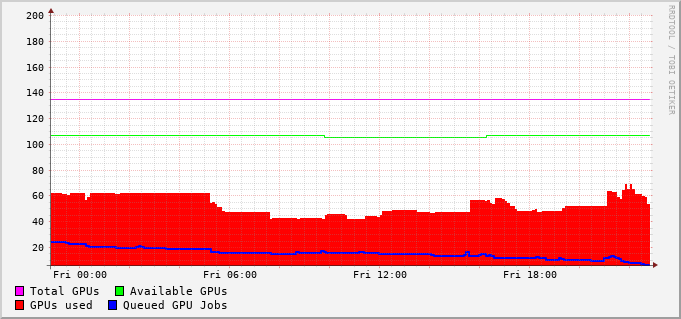 200
180
160
140
120
100
80
60
40
20
Fri 00:00 Fri 06:00 Fri 12:00 Fri 18:00
Total GPUs Available GPUs
GPUs used Queued GPU Jobs
RRDTOOL / TOBI OETIKER